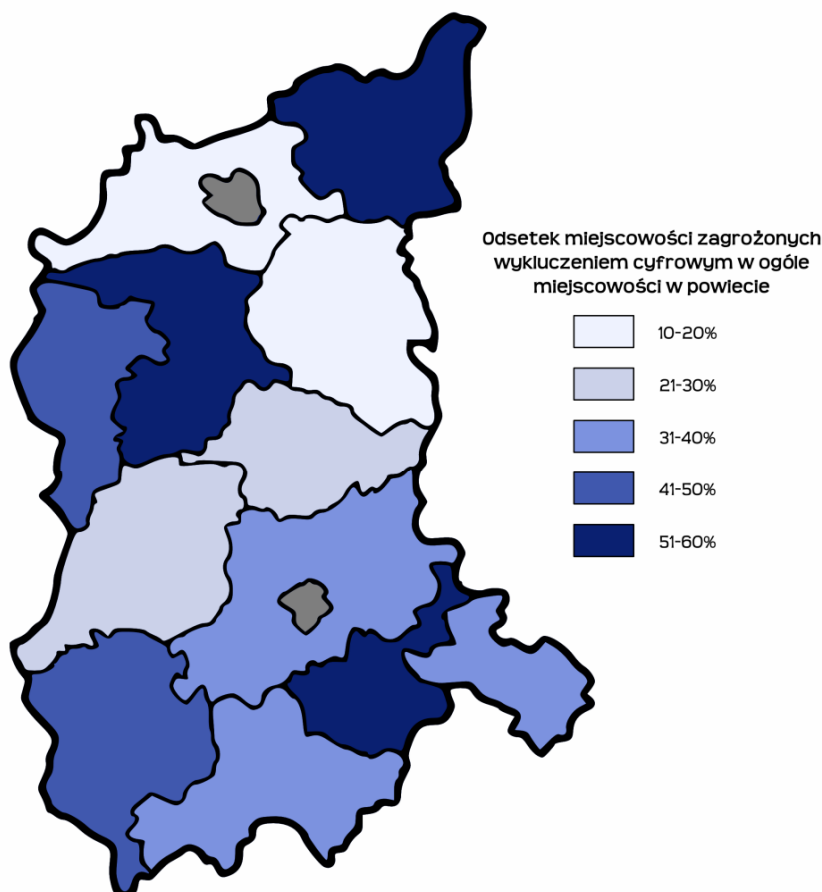 Odsetek miejscowości zagrożonych
wykluczeniem cyfrowym w ogóle
miejscowości w powiecie
10-20%
21-30%
31-40%
41-50%
51-60%